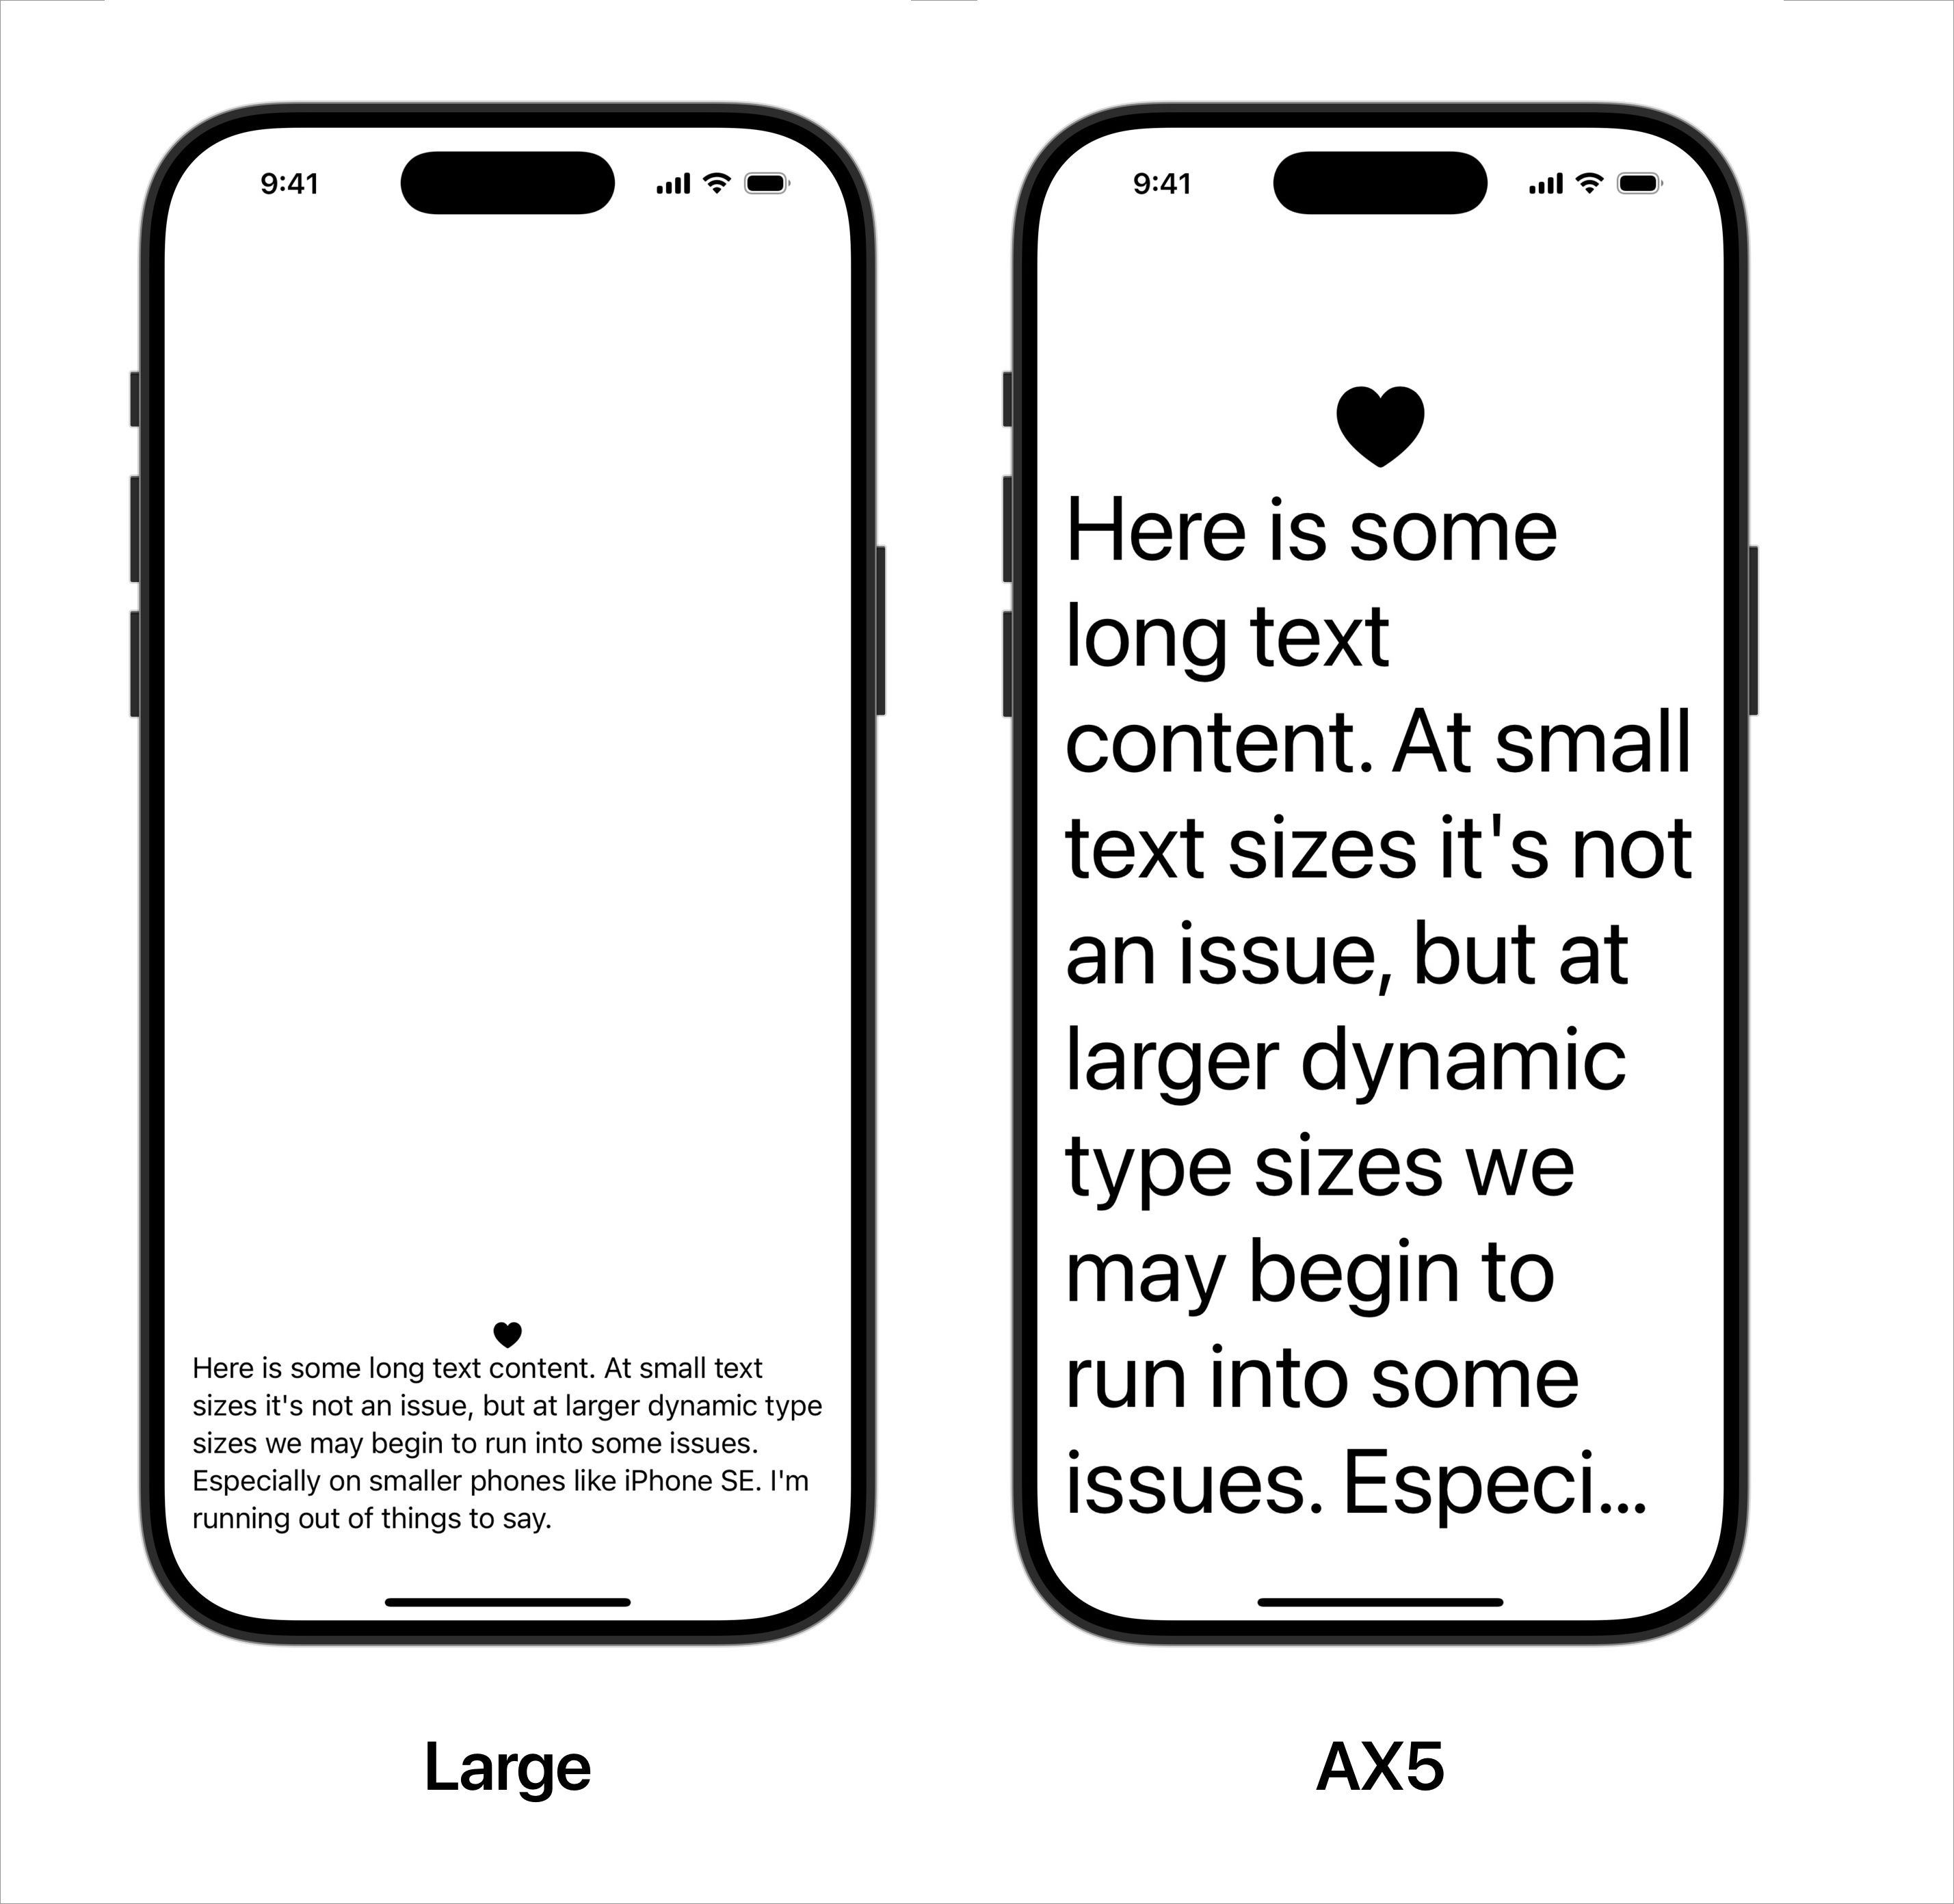 9:41
Here is some long text content. At small text
sizes it's not an issue, but at larger dynamic type
sizes we may begin to run into some issues.
Especially on smaller phones like iPhone SE. I'm
running out of things to say.
Large
9:41
Here is some
long text
content. At small
text sizes it's not
an issue, but at
larger dynamic
type sizes we
may begin to
run into some
issues. Especi...
AX5